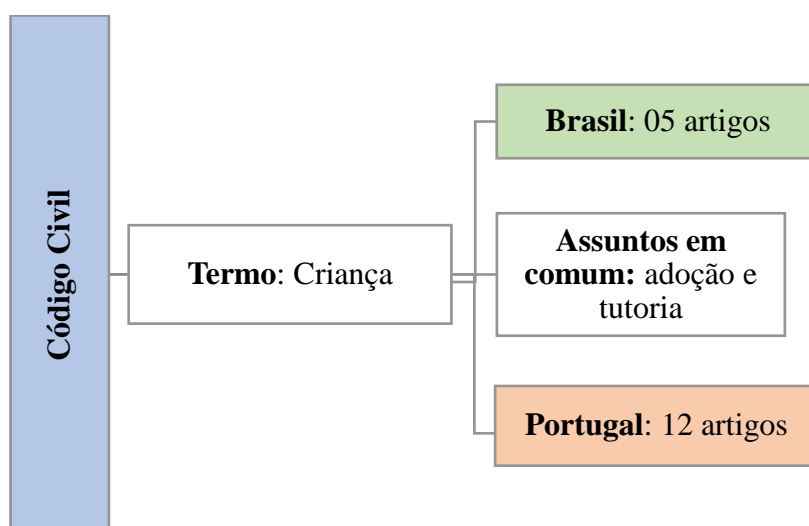 Código Civil
Termo: Criança
Brasil: 05 artigos
Assuntos em
comum: adoção e
tutoria
Portugal: 12 artigos